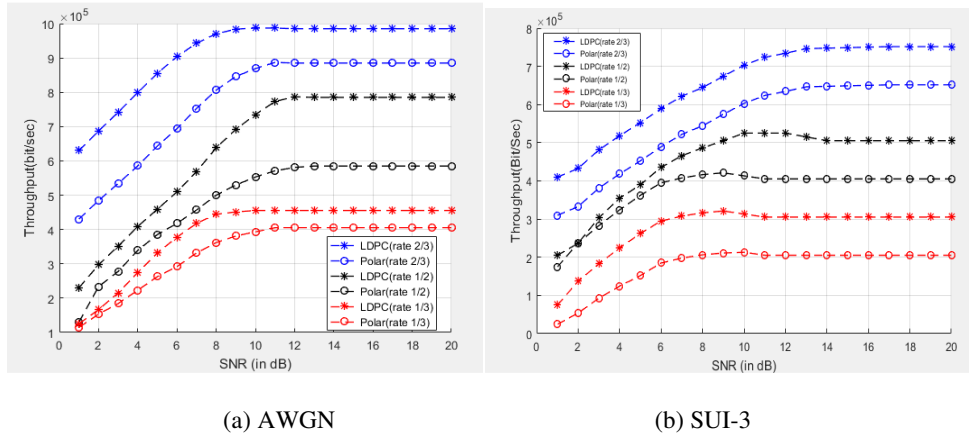 ×10⁵
10
9
8
7
6
5
4
3
2
1
Throughput(bit/sec)
0 2 4 6 8 10 12 14 16 18 20
SNR (in dB)
LDPC(rate 2/3)
Polar(rate 2/3)
LDPC(rate 1/2)
Polar(rate 1/2)
LDPC(rate 1/3)
Polar(rate 1/3)
(a) AWGN
×10⁵
8
7
6
5
4
3
2
1
0
Throughput(Bit/Sec)
LDPC(rate 2/3)
Polar(rate 2/3)
LDPC(rate 1/2)
Polar(rate 1/2)
LDPC(rate 1/3)
Polar(rate 1/3)
0 2 4 6 8 10 12 14 16 18 20
SNR (in dB)
(b) SUI-3